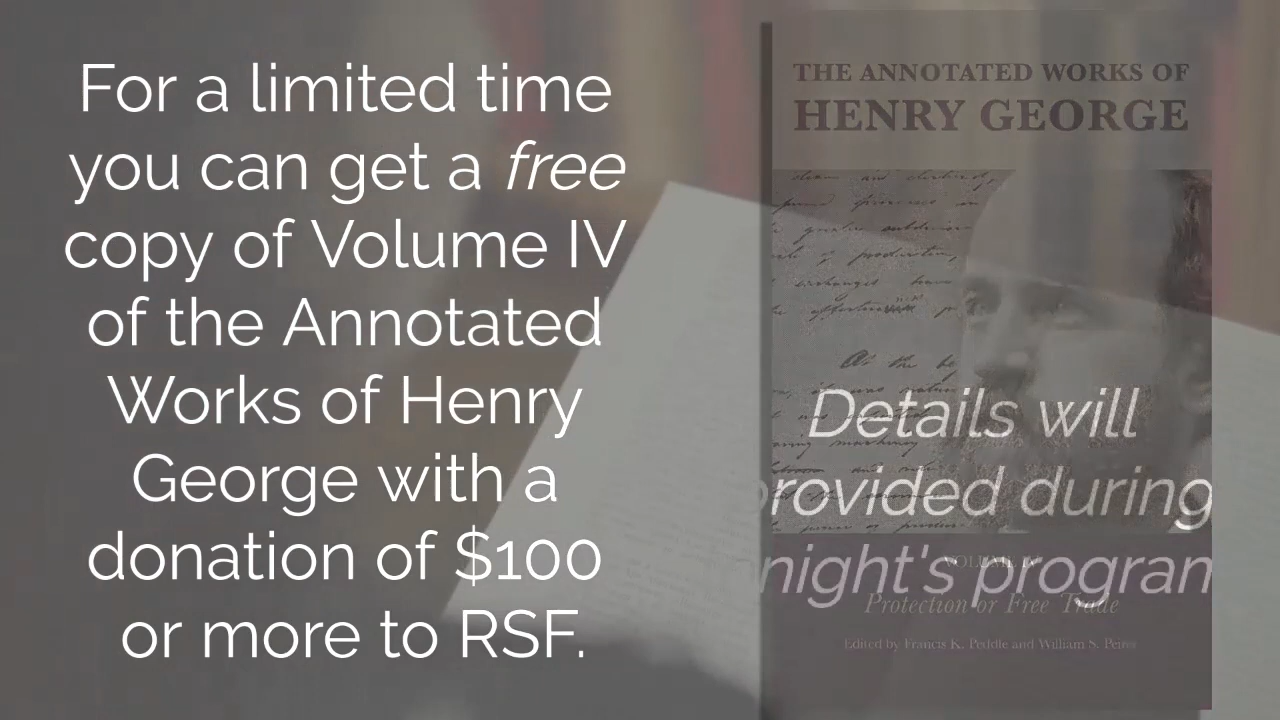 For a limited time
you can get a free
copy of Volume IV
of the Annotated
Works of Henry
George with a
donation of $100
or more to RSF.
THE ANNOTATED WORKS OF
HENRY GEORGE
Details will
provided during
night's program
VOLUME IV
Protection or Free Trade
Edited by Francis K. Peddle and William S. Peirce